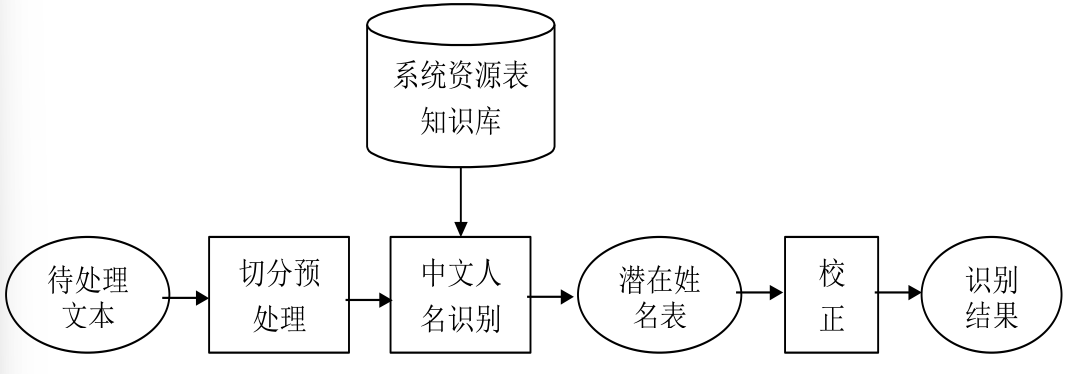 系统资源表
知识库
待处理
文本
切分预
处理
中文人
名识别
潜在姓
名表
校
正
识别
结果